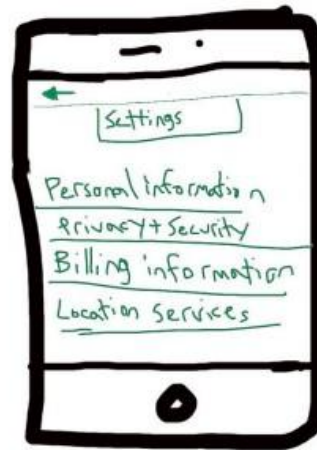 Settings
Personal information
privacy + Security
Billing information
Location services